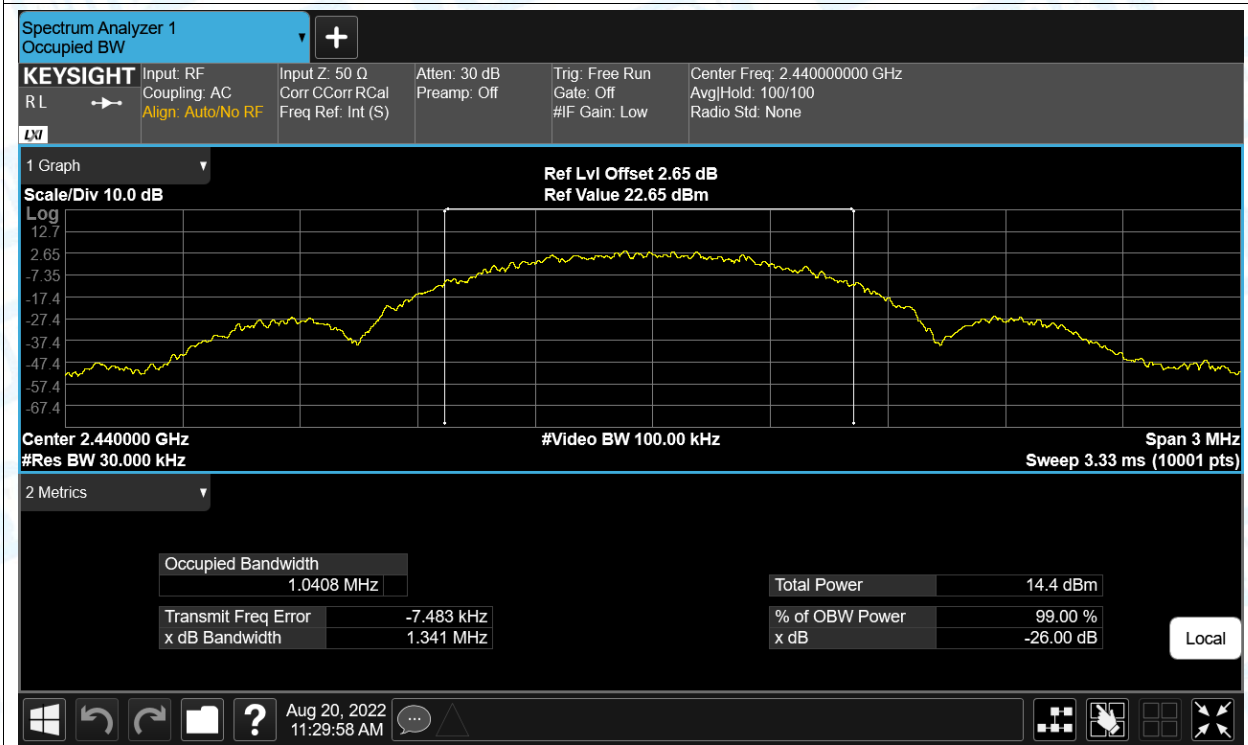 Spectrum Analyzer 1
Occupied BW
KEYSIGHT
R L
LXI
Input: RF
Coupling: AC
Align: Auto/No RF
Input Z: 50 Ω
Corr CCorr RCal
Freq Ref: Int (S)
Atten: 30 dB
Preamp: Off
Trig: Free Run
Gate: Off
#IF Gain: Low
Center Freq: 2.440000000 GHz
Avg|Hold: 100/100
Radio Std: None
1 Graph
Scale/Div 10.0 dB
Ref Lvl Offset 2.65 dB
Ref Value 22.65 dBm
Log
12.7
2.65
-7.35
-17.4
-27.4
-37.4
-47.4
-57.4
-67.4
Center 2.440000 GHz
#Video BW 100.00 kHz
Span 3 MHz
#Res BW 30.000 kHz
Sweep 3.33 ms (10001 pts)
2 Metrics
Occupied Bandwidth
1.0408 MHz
Total Power 14.4 dBm
Transmit Freq Error -7.483 kHz
% of OBW Power 99.00 %
x dB Bandwidth 1.341 MHz
x dB -26.00 dB
Local
?
Aug 20, 2022
11:29:58 AM